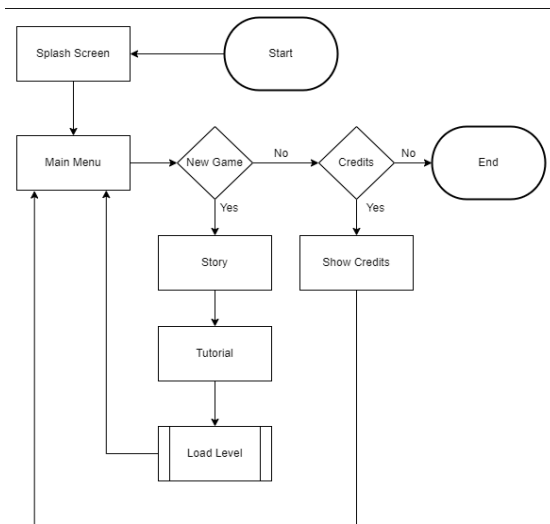 Splash Screen
Start
Main Menu
New Game
No
Credits
No
End
Yes
Yes
Story
Show Credits
Tutorial
Load Level